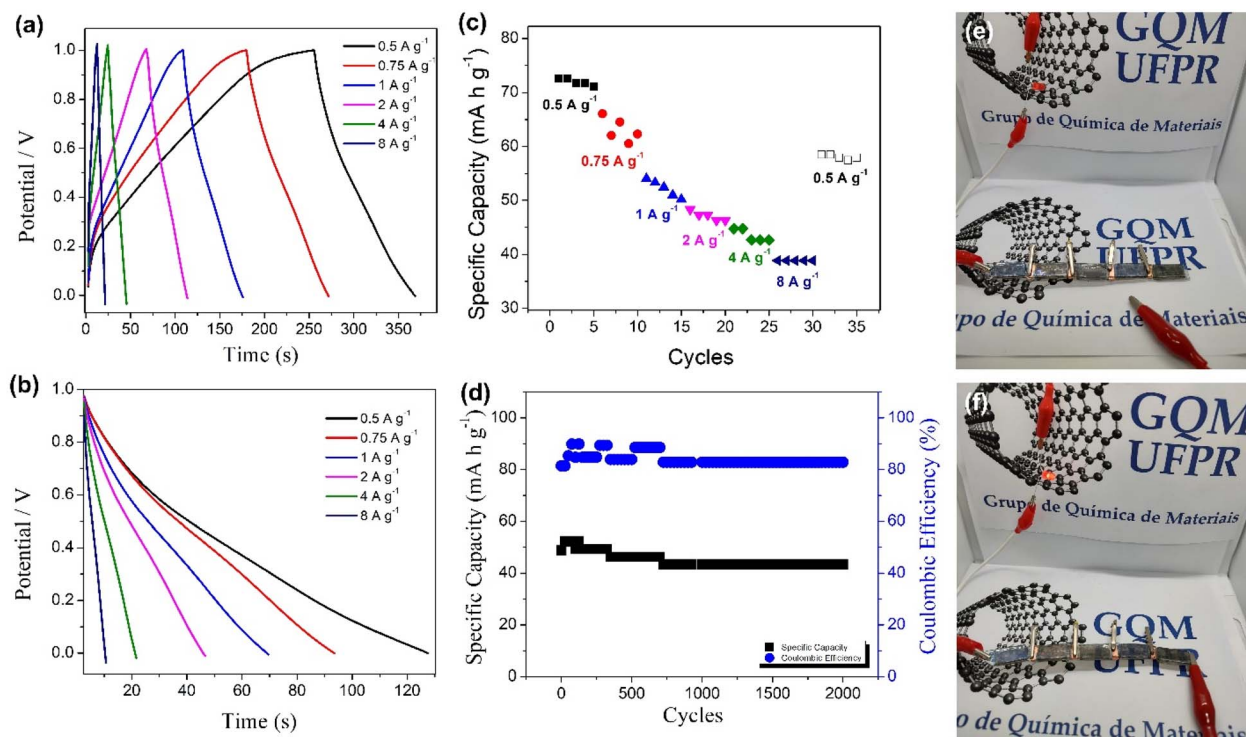 (a)
0.5 A g-1
0.75 A g-1
1 A g-1
2 A g-1
4 A g-1
8 A g-1
1.0
0.8
0.6
0.4
0.2
0.0
Potential / V
0 50 100 150 200 250 300 350
Time (s)
(b)
0.5 A g-1
0.75 A g-1
1 A g-1
2 A g-1
4 A g-1
8 A g-1
1.0
0.8
0.6
0.4
0.2
0.0
Potential / V
20 40 60 80 100 120
Time (s)
(c)
80
70
60
50
40
30
Specific Capacity (mA h g-1)
0.5 A g-1
0.75 A g-1
1 A g-1
2 A g-1
4 A g-1
8 A g-1
0.5 A g-1
0 5 10 15 20 25 30 35
Cycles
(d)
100
80
60
40
20
0
Specific Capacity (mA h g-1)
100
80
60
40
20
0
Coulombic Efficiency (%)
Specific Capacity
Coulombic Efficiency
0 500 1000 1500 2000
Cycles
(e)
GQM
UFPR
Grupo de Química de Materiais
GQM
UFPR
upo de Química de Materiais
(f)
GQM
UFPR
Grupo de Química de Materiais
GQM
UFPR
po de Química de Materiais